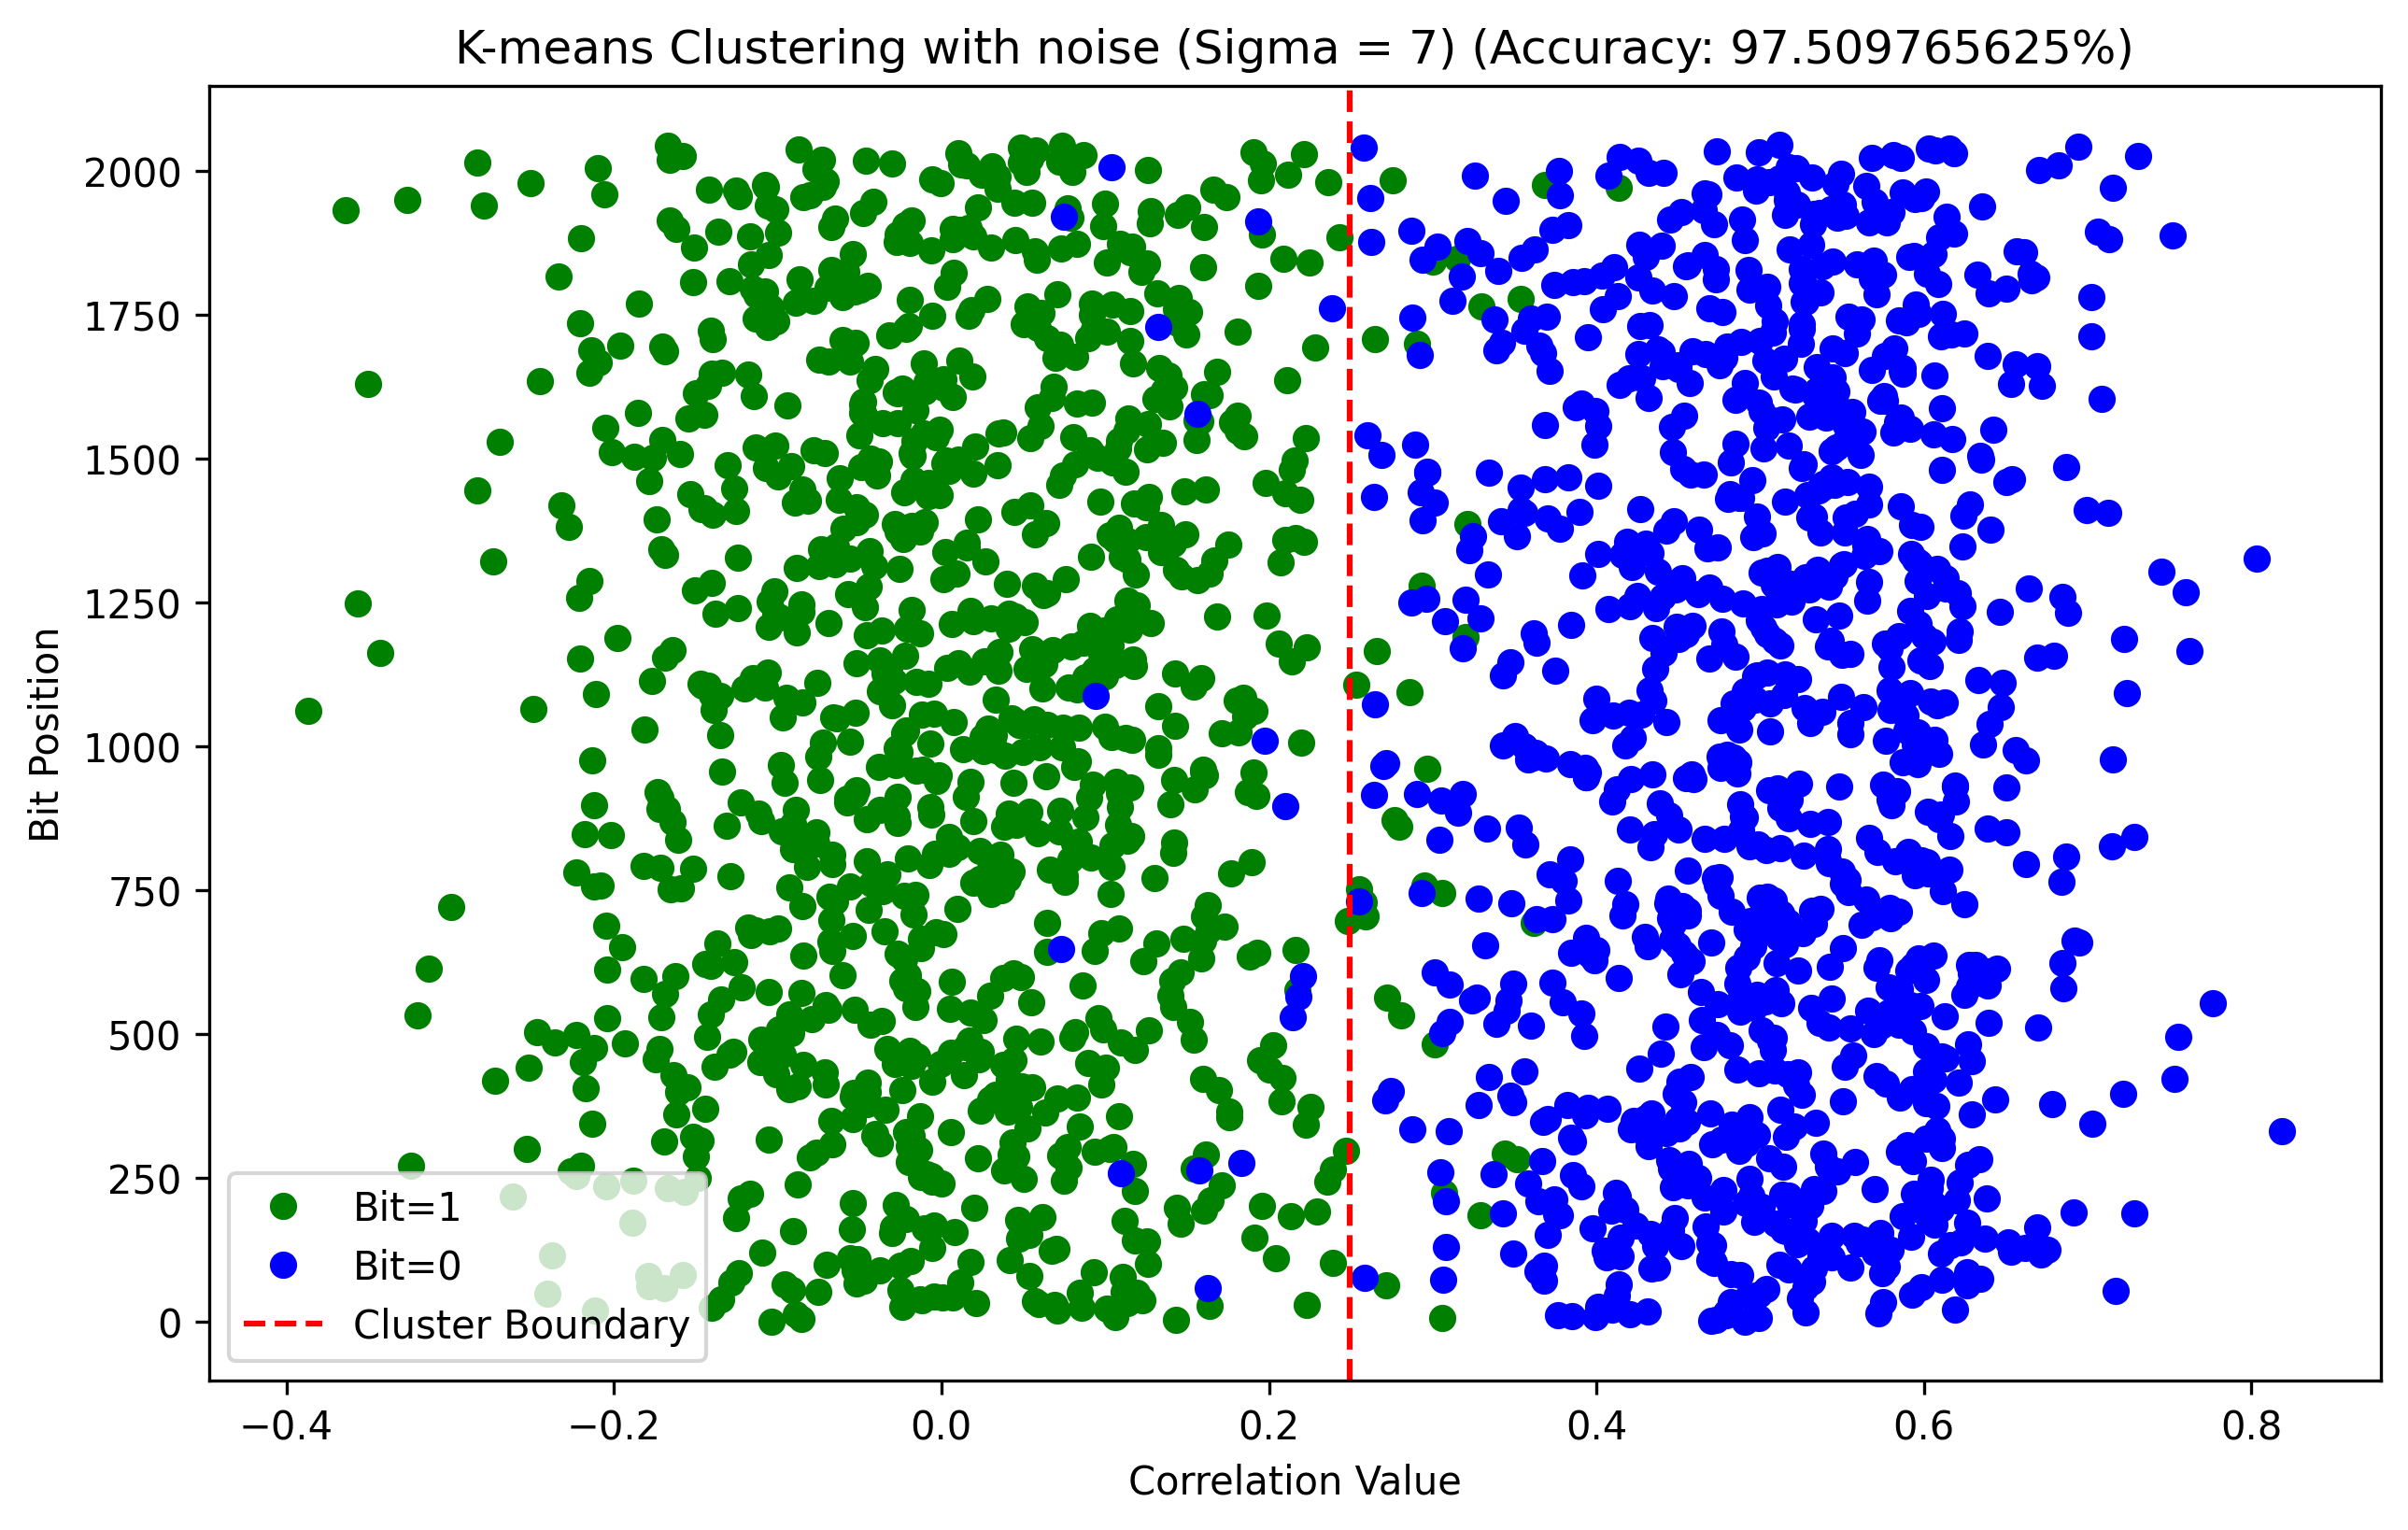 K-means Clustering with noise (Sigma = 7) (Accuracy: 97.509765625%)
Bit Position
2000
1750
1500
1250
1000
750
500
250
0
Bit=1
Bit=0
Cluster Boundary
−0.4 −0.2 0.0 0.2 0.4 0.6 0.8
Correlation Value